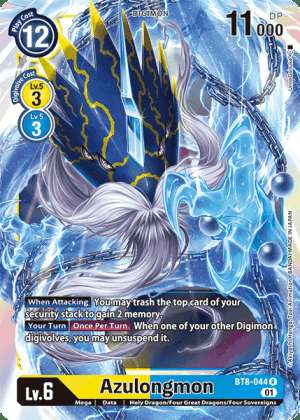 Play Cost
12
DIGIMON
DP
11000
Digivolve Cost
Lv.5
3
Lv.5
3
When Attacking You may trash the top card of your
security stack to gain 2 memory.
Your Turn Once Per Turn When one of your other Digimon
digivolves, you may unsuspend it.
Lv.6
Azulongmon
BT8-044 R
01
Mega | Data | Holy Dragon/Four Great Dragons/Four Sovereigns